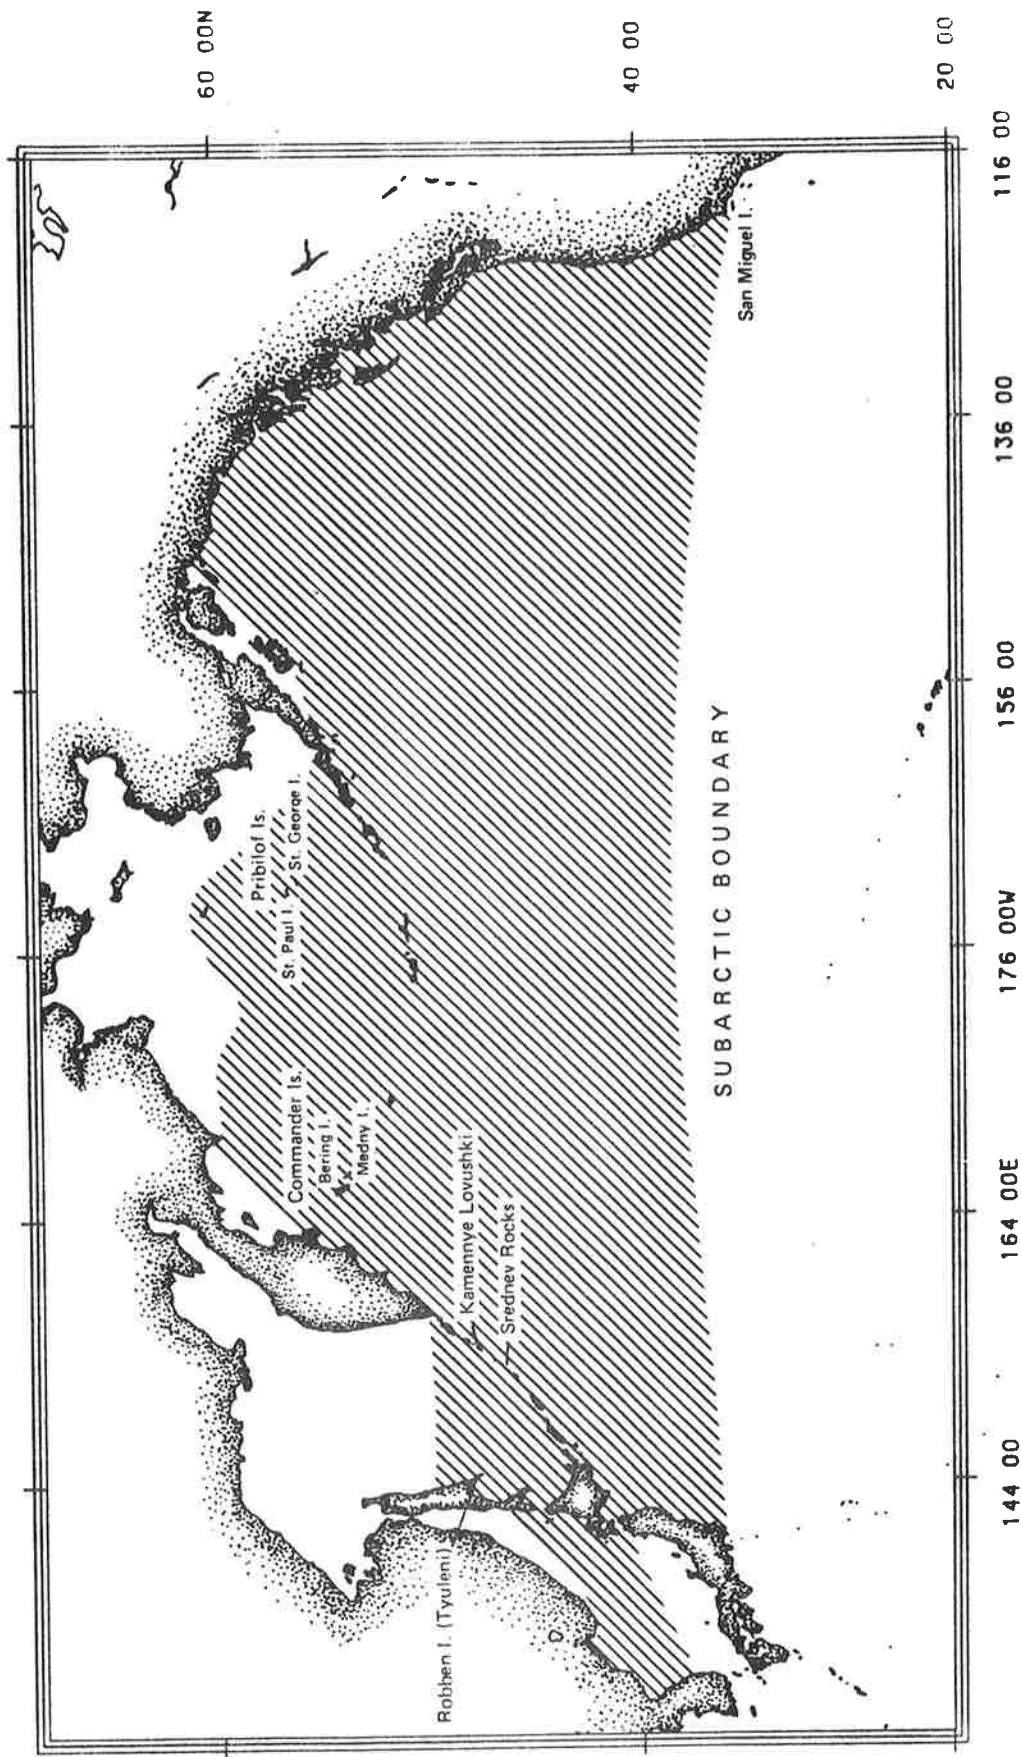 60 00N
40 00
20 00
116 00
136 00
156 00
176 00W
164 00E
144 00
Pribilof Is.
St. Paul I.
St. George I.
Commander Is.
Bering I.
Medny I.
Kamennye Lovushki
Srednev Rocks
Robben I. (Tyuleni)
San Miguel I.
SUBARCTIC BOUNDARY